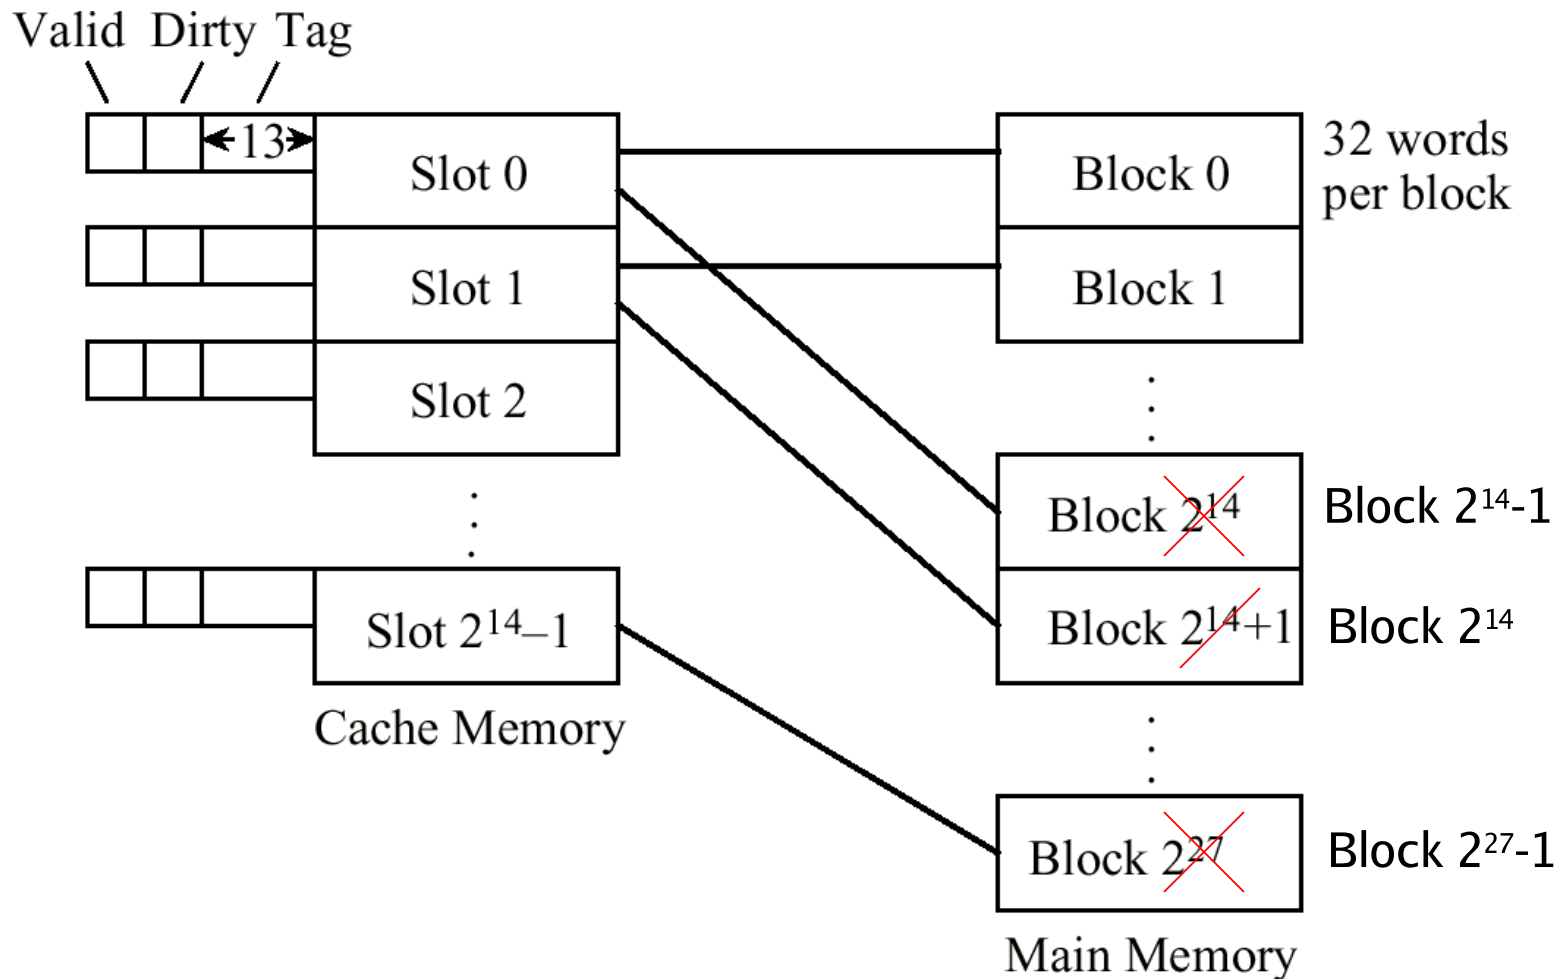 Valid Dirty Tag
13
Slot 0
Block 0
32 words
per block
Slot 1
Block 1
Slot 2
Block 2¹⁴
Block 2¹⁴-1
Slot 2¹⁴–1
Block 2¹⁴+1
Block 2¹⁴
Cache Memory
Block 2²⁷
Block 2²⁷-1
Main Memory